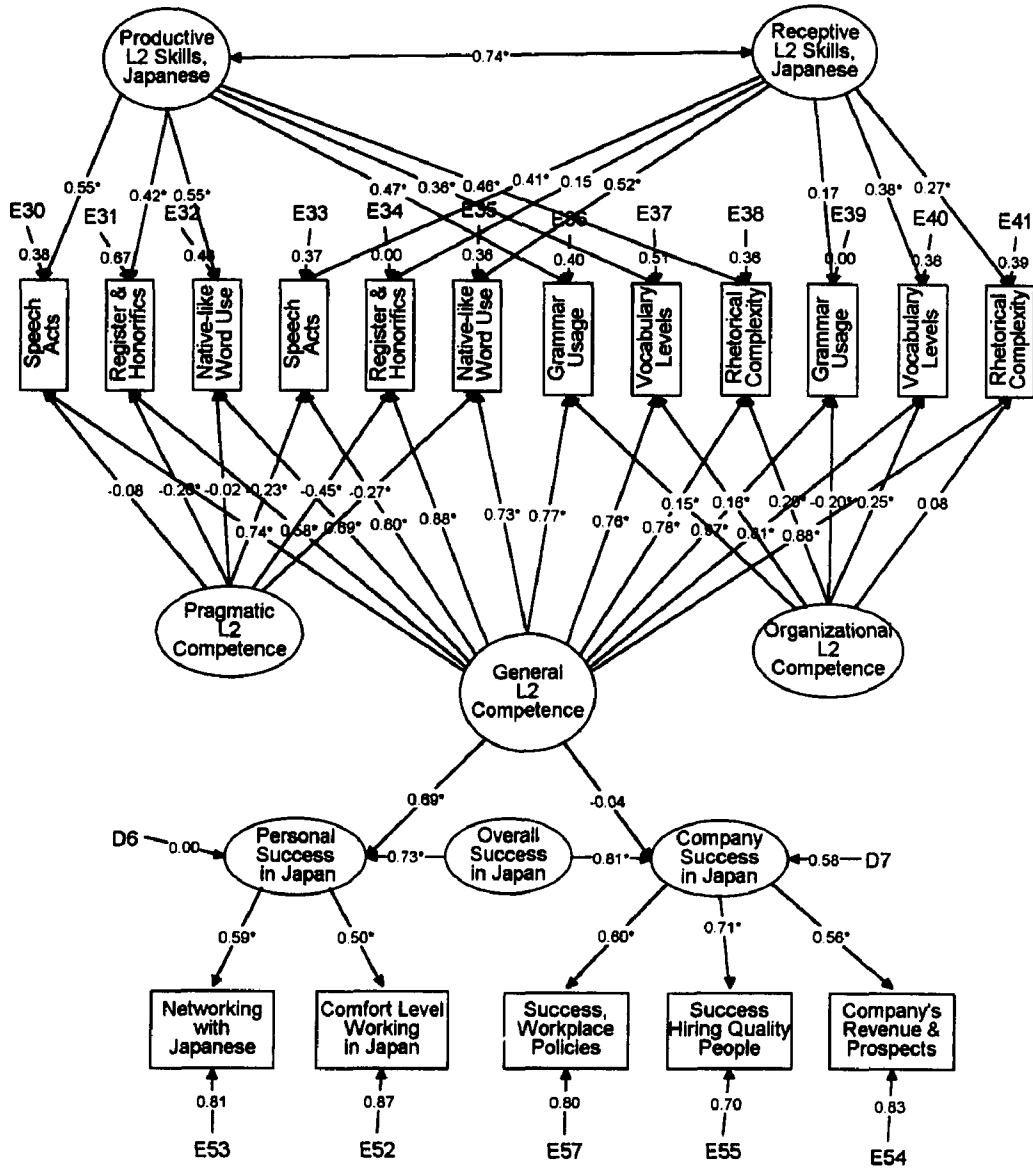 Productive
L2 Skills,
Japanese
Receptive
L2 Skills,
Japanese
0.74*
0.55*
0.42*
0.55*
0.47*
0.36*
0.46*
0.41*
0.15
0.52*
0.17
0.38*
0.27*
E30
E31
E32
E33
E34
E35
E36
E37
E38
E39
E40
E41
0.38
0.67
0.37
0.00
0.36
0.40
0.51
0.36
0.00
0.36
0.39
Speech
Acts
Register &
Honorifics
Native-like
Word Use
Speech
Acts
Register &
Honorifics
Native-like
Word Use
Grammar
Usage
Vocabulary
Levels
Rhetorical
Complexity
Grammar
Usage
Vocabulary
Levels
Rhetorical
Complexity
-0.08
-0.02
-0.23*
-0.45*
-0.27*
0.15*
0.16*
-0.20*
0.25*
0.08
0.74*
0.58*
0.69*
0.80*
0.88*
0.73*
0.77*
0.76*
0.78*
0.81*
0.88*
Pragmatic
L2
Competence
Organizational
L2
Competence
General
L2
Competence
0.69*
-0.04
D6
0.00
Personal
Success
in Japan
0.73*
Overall
Success
in Japan
0.81*
Company
Success
in Japan
0.58
D7
0.59*
0.50*
0.60*
0.71*
0.56*
Networking
with
Japanese
Comfort Level
Working
in Japan
Success,
Workplace
Policies
Success
Hiring Quality
People
Company's
Revenue &
Prospects
0.81
0.87
0.80
0.70
0.83
E53
E52
E57
E55
E54